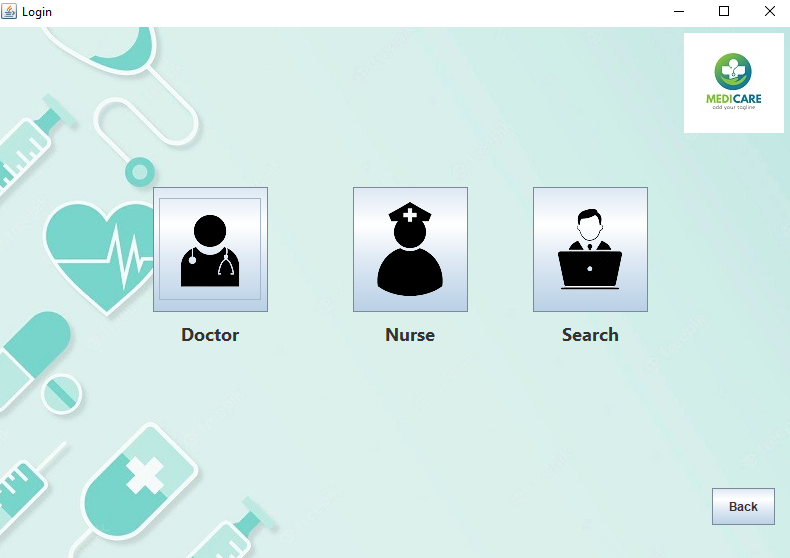 Login
MEDICARE
add your tagline
Doctor
Nurse
Search
Back